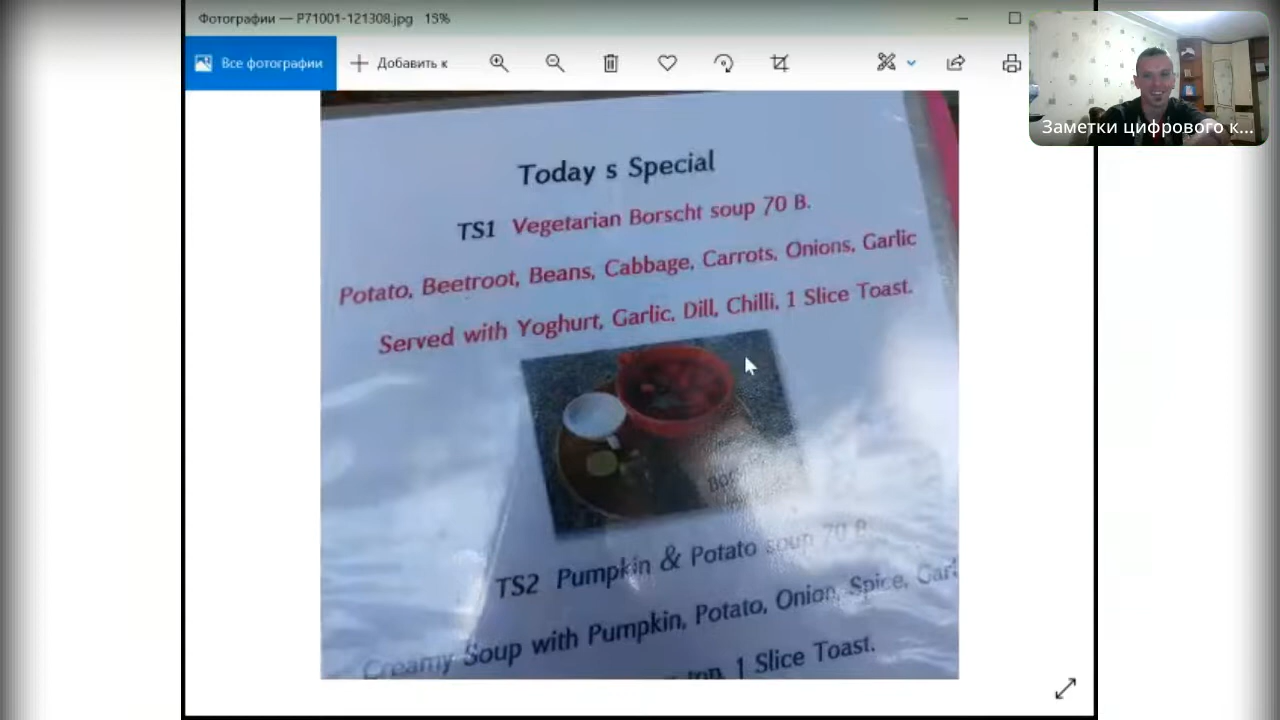 Фотографии — P71001-121308.jpg 15%
Все фотографии
Добавить к
Заметки цифрового к...
Today s Special
TS1 Vegetarian Borscht soup 70 B.
Potato, Beetroot, Beans, Cabbage, Carrots, Onions, Garlic
Served with Yoghurt, Garlic, Dill, Chilli, 1 Slice Toast.
TS2 Pumpkin & Potato soup 70 B.
Creamy Soup with Pumpkin, Potato, Onion, Spice,
1 Slice Toast.